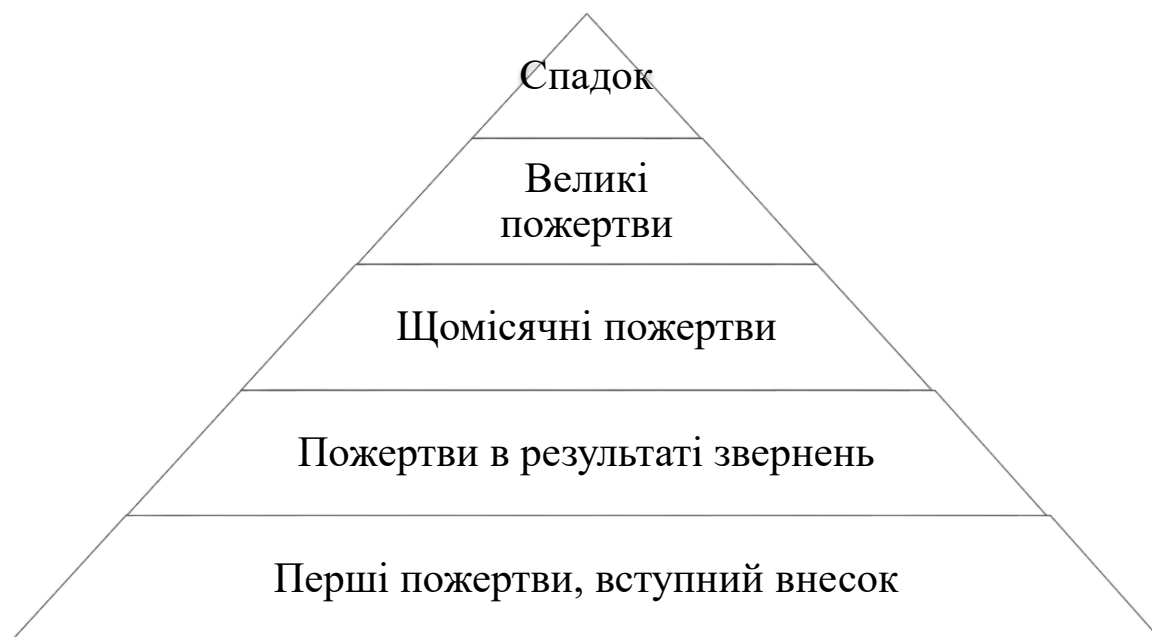 Спадок
Великі
пожертви
Щомісячні пожертви
Пожертви в результаті звернень
Перші пожертви, вступний внесок